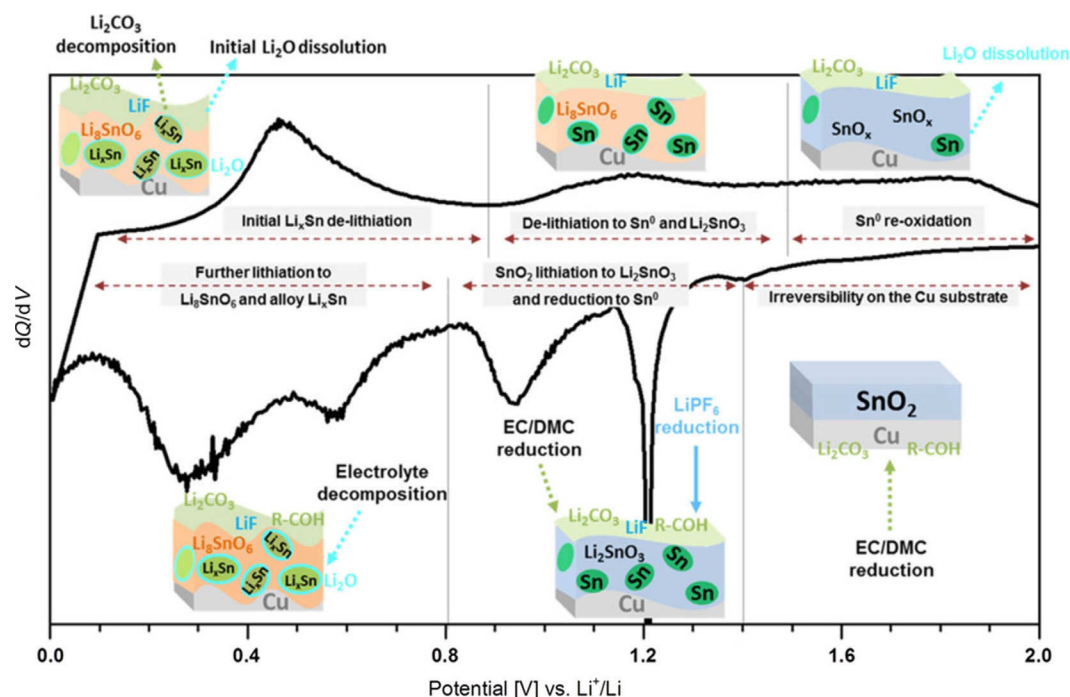 Li₂CO₃
decomposition
Initial Li₂O dissolution
Li₂CO₃
LiF
Li₈SnO₆
LiₓSn
LiₓSn
LiₓSn
LiₓSn
Li₂O
Cu
Li₂CO₃
LiF
Li₈SnO₆
Sn
Sn
Sn
Sn
Cu
Li₂O dissolution
Li₂CO₃
LiF
SnOₓ
SnOₓ
Sn
Cu
Initial LiₓSn de-lithiation
De-lithiation to Sn⁰ and Li₂SnO₃
Sn⁰ re-oxidation
Further lithiation to
Li₈SnO₆ and alloy LiₓSn
SnO₂ lithiation to Li₂SnO₃
and reduction to Sn⁰
Irreversibility on the Cu substrate
dQ/dV
Electrolyte
decomposition
Li₂CO₃
LiF
R-COH
Li₈SnO₆
LiₓSn
LiₓSn
LiₓSn
LiₓSn
Li₂O
Cu
EC/DMC
reduction
LiPF₆
reduction
Li₂CO₃
LiF
R-COH
Li₂SnO₃
Sn
Sn
Sn
Sn
Cu
SnO₂
Cu
Li₂CO₃
R-COH
EC/DMC
reduction
0.0
0.4
0.8
1.2
1.6
2.0
Potential [V] vs. Li⁺/Li